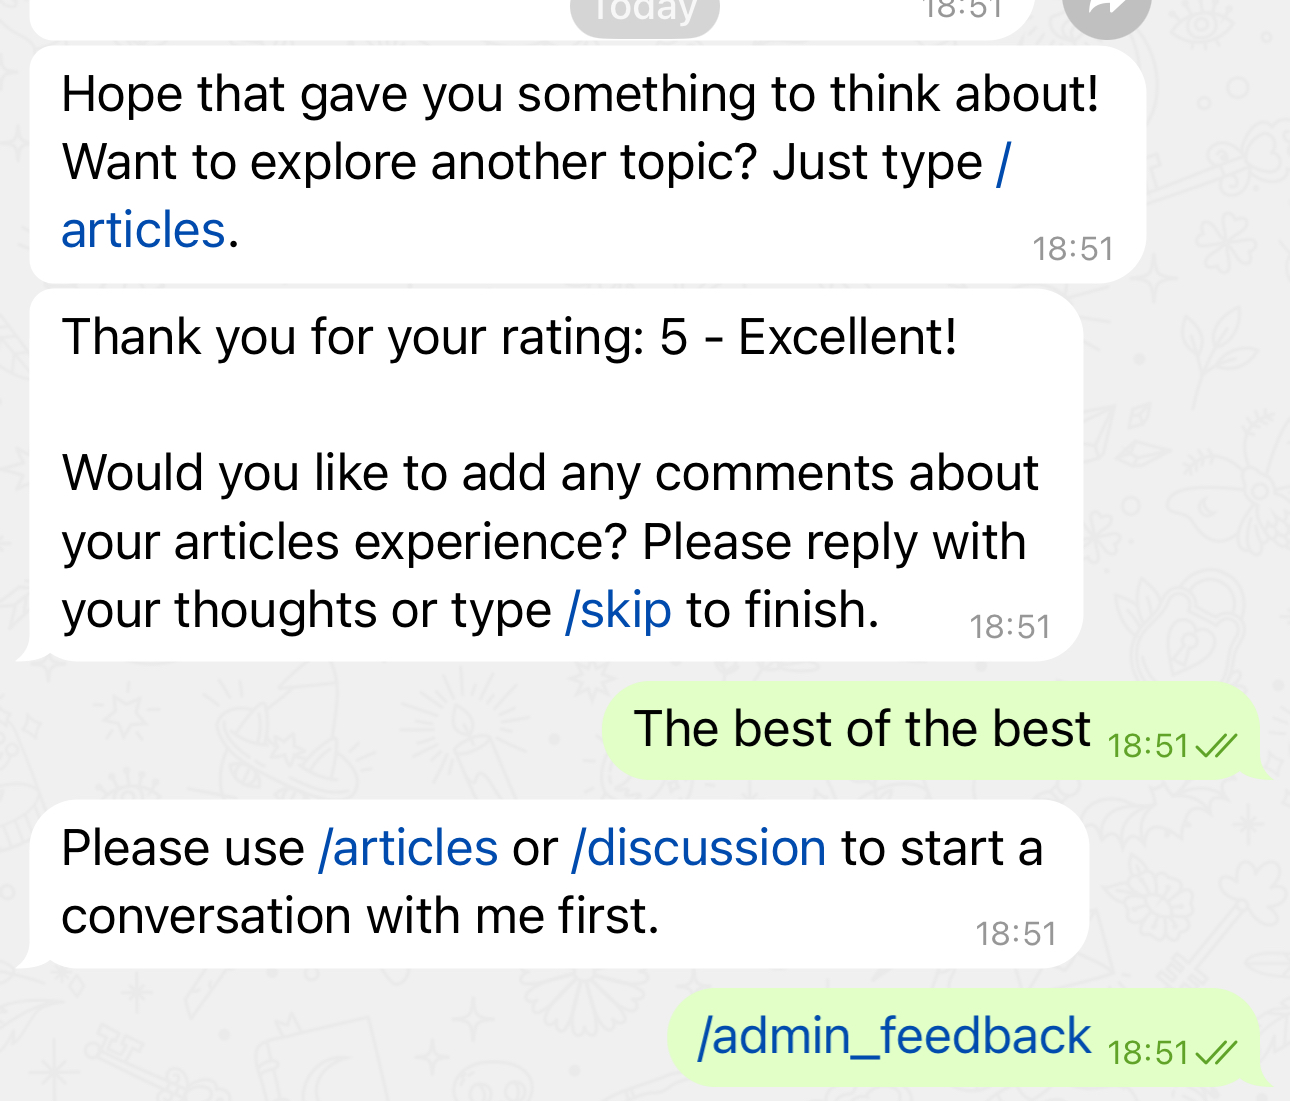 Today
18:51
Hope that gave you something to think about!
Want to explore another topic? Just type /
articles.
18:51
Thank you for your rating: 5 - Excellent!
Would you like to add any comments about
your articles experience? Please reply with
your thoughts or type /skip to finish.
18:51
The best of the best 18:51
Please use /articles or /discussion to start a
conversation with me first.
18:51
/admin_feedback 18:51